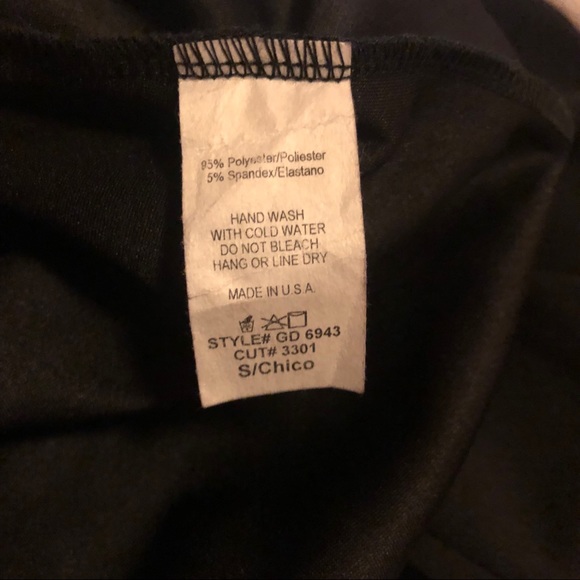 95% Polyester/Poliester
5% Spandex/Elastano
HAND WASH
WITH COLD WATER
DO NOT BLEACH
HANG OR LINE DRY
MADE IN U.S.A.
STYLE# GD 6943
CUT# 3301
S/Chico